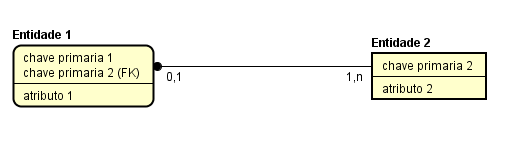 Entidade 1
chave primaria 1
chave primaria 2 (FK)
atributo 1
0,1
1,n
Entidade 2
chave primaria 2
atributo 2